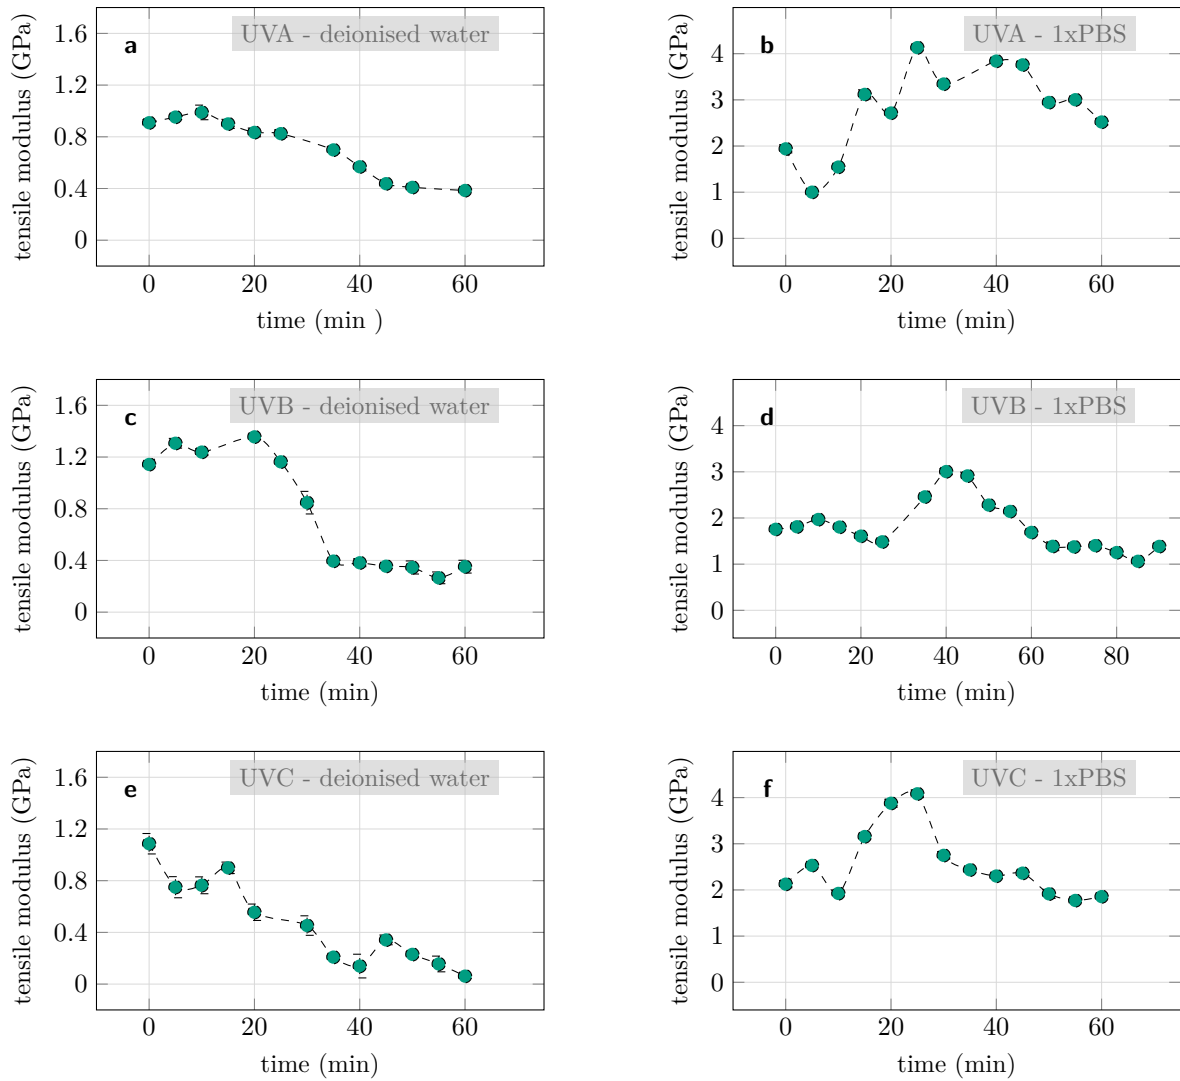 a
UVA - deionised water
tensile modulus (GPa)
1.6
1.2
0.8
0.4
0
0 20 40 60
time (min )
b
UVA - 1xPBS
tensile modulus (GPa)
4
3
2
1
0
0 20 40 60
time (min)
c
UVB - deionised water
tensile modulus (GPa)
1.6
1.2
0.8
0.4
0
0 20 40 60
time (min)
d
UVB - 1xPBS
tensile modulus (GPa)
4
3
2
1
0
0 20 40 60 80
time (min)
e
UVC - deionised water
tensile modulus (GPa)
1.6
1.2
0.8
0.4
0
0 20 40 60
time (min)
f
UVC - 1xPBS
tensile modulus (GPa)
4
3
2
1
0
0 20 40 60
time (min)